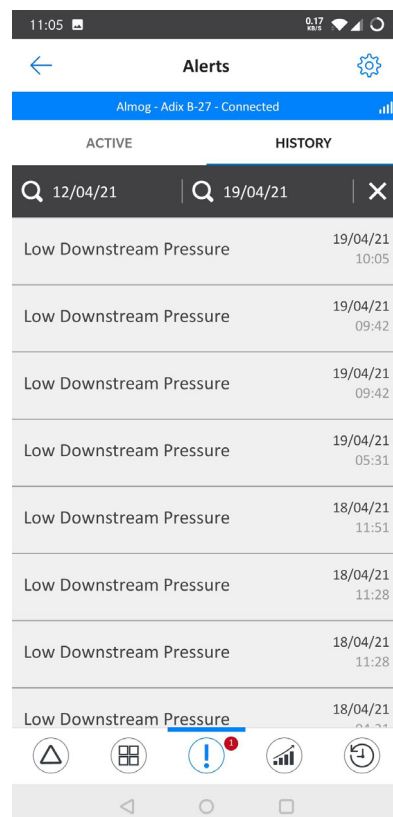 11:05
0.17
KB/S
Alerts
Almog - Adix B-27 - Connected
ACTIVE
HISTORY
12/04/21
19/04/21
Low Downstream Pressure
19/04/21
10:05
Low Downstream Pressure
19/04/21
09:42
Low Downstream Pressure
19/04/21
09:42
Low Downstream Pressure
19/04/21
05:31
Low Downstream Pressure
18/04/21
11:51
Low Downstream Pressure
18/04/21
11:28
Low Downstream Pressure
18/04/21
11:28
Low Downstream Pressure
18/04/21
1